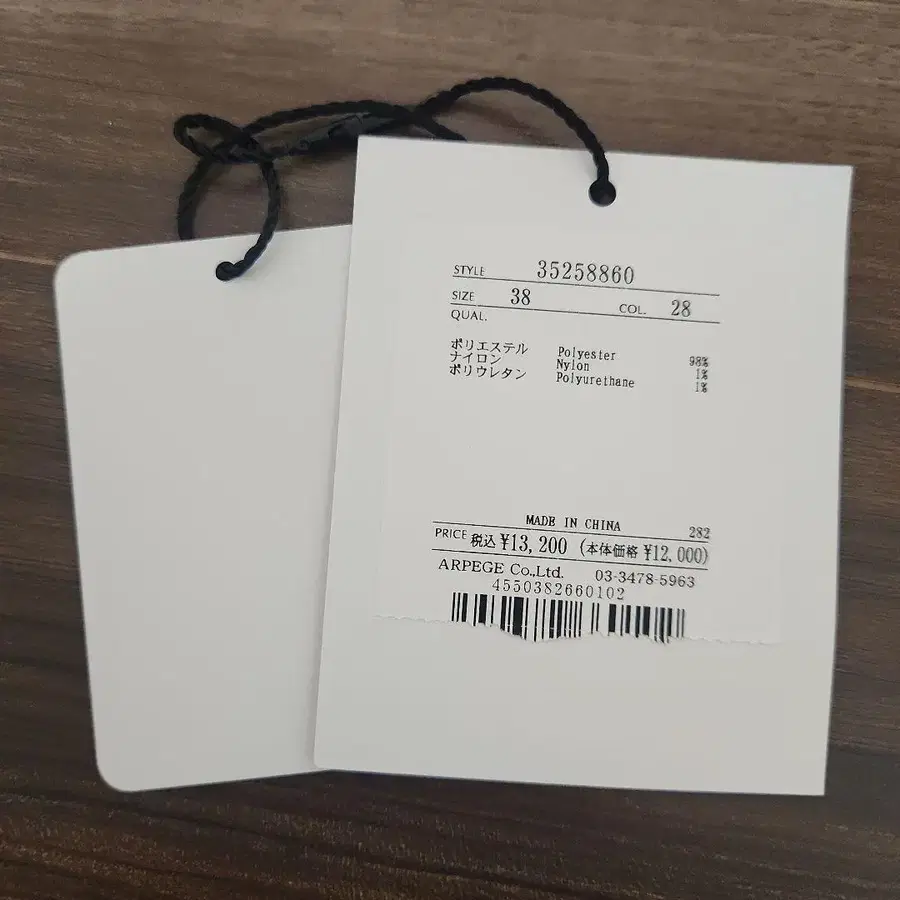 STYLE 35258860
SIZE 38 COL. 28
QUAL.
ポリエステル Polyester 98%
ナイロン Nylon 1%
ポリウレタン Polyurethane 1%
MADE IN CHINA 282
PRICE 税込 ¥13,200 (本体価格 ¥12,000)
ARPEGE Co.,Ltd. 03-3478-5963
4550382660102